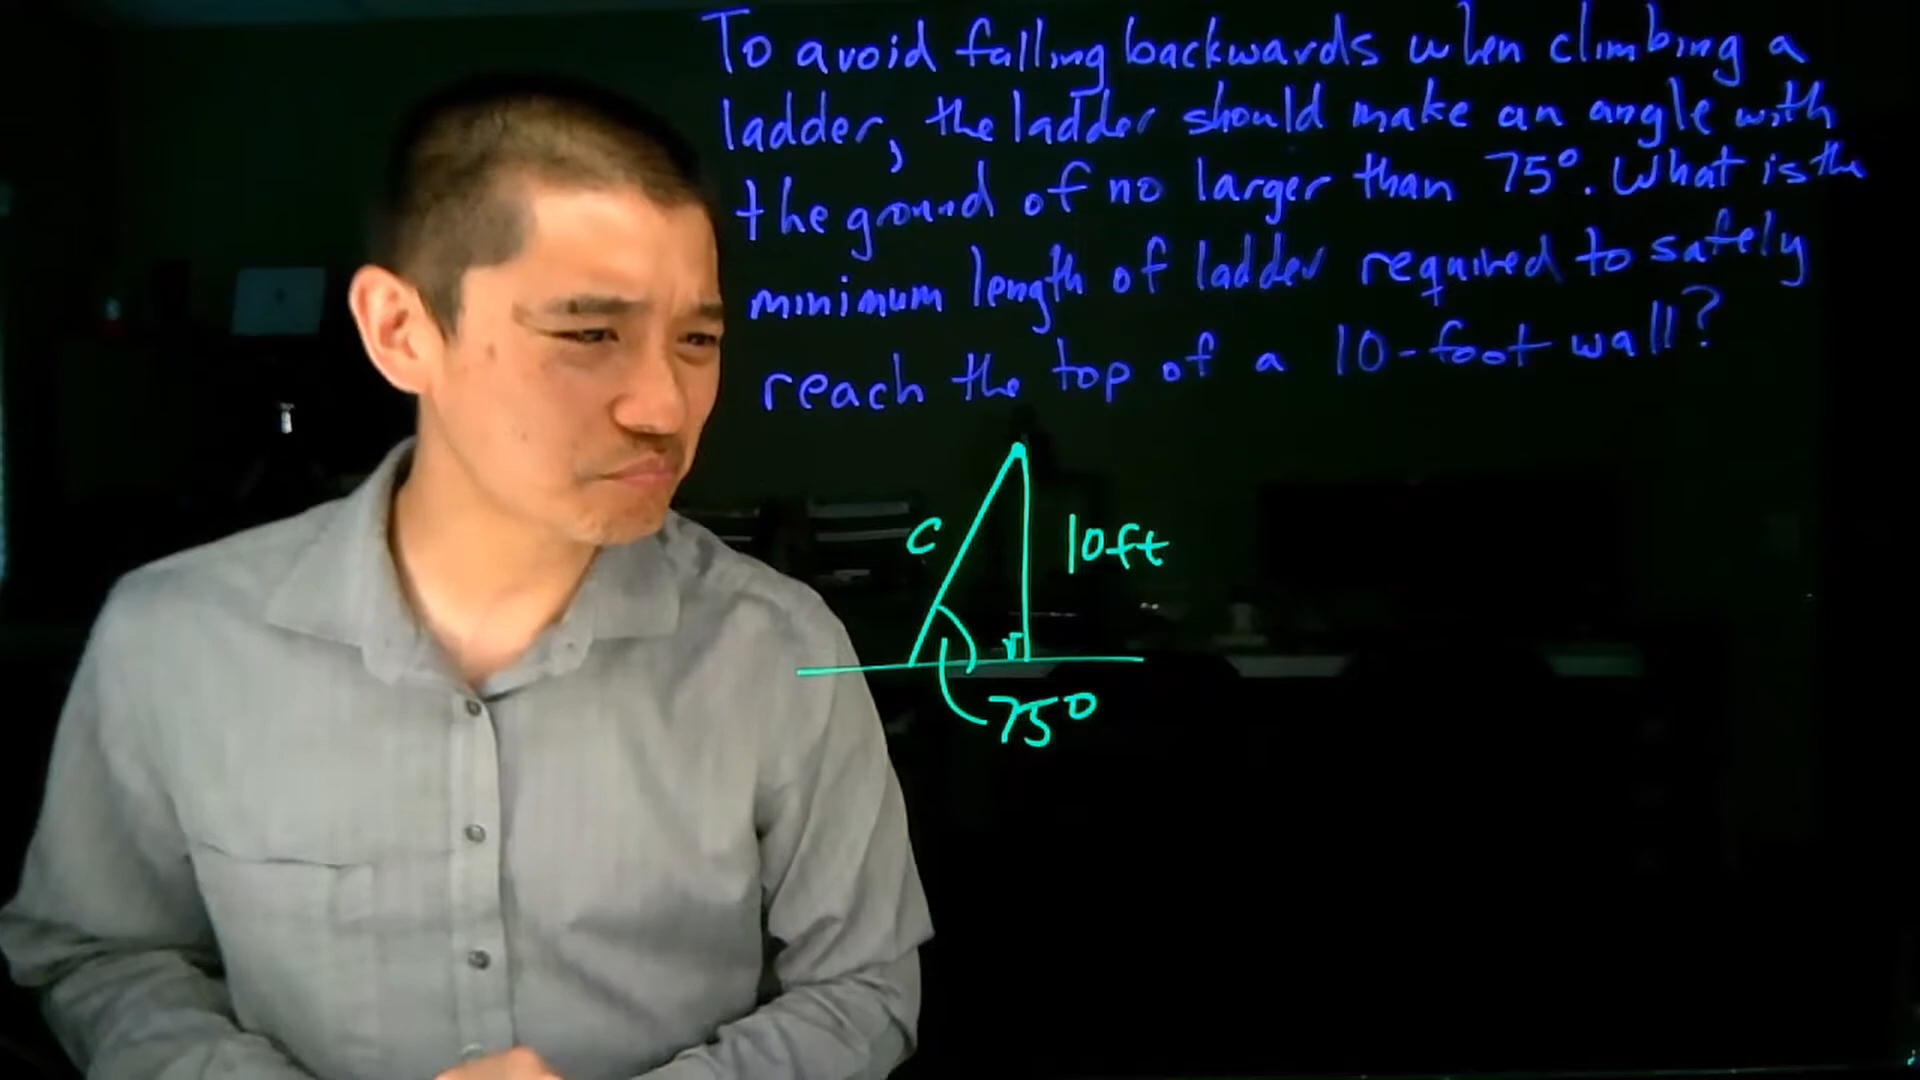 To avoid falling backwards when climbing a
ladder, the ladder should make an angle with
the ground of no larger than 75°. What is the
minimum length of ladder required to safely
reach the top of a 10-foot wall?
c
10ft
75°